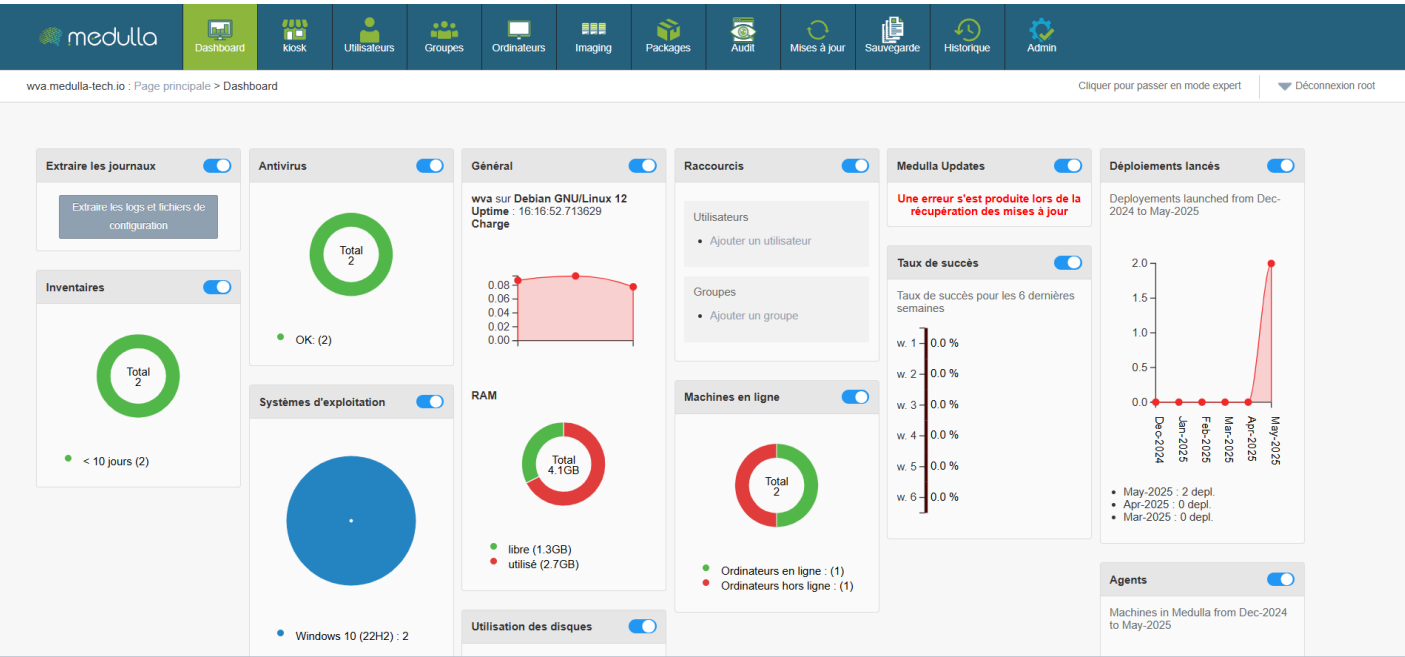 medulla
Dashboard
kiosk
Utilisateurs
Groupes
Ordinateurs
Imaging
Packages
Audit
Mises à jour
Sauvegarde
Historique
Admin
wva.medulla-tech.io : Page principale > Dashboard
Cliquer pour passer en mode expert
Déconnexion root
Extraire les journaux
Extraire les logs et fichiers de
configuration
Inventaires
Total
2
< 10 jours (2)
Antivirus
Total
2
OK: (2)
Systèmes d'exploitation
Windows 10 (22H2) : 2
Général
wva sur Debian GNU/Linux 12
Uptime : 16:16:52.713629
Charge
0.08
0.06
0.04
0.02
0.00
RAM
Total
4.1GB
libre (1.3GB)
utilisé (2.7GB)
Utilisation des disques
Raccourcis
Utilisateurs
Ajouter un utilisateur
Groupes
Ajouter un groupe
Machines en ligne
Total
2
Ordinateurs en ligne : (1)
Ordinateurs hors ligne : (1)
Medulla Updates
Une erreur s'est produite lors de la
récupération des mises à jour
Taux de succès
Taux de succès pour les 6 dernières
semaines
w. 1 0.0 %
w. 2 0.0 %
w. 3 0.0 %
w. 4 0.0 %
w. 5 0.0 %
w. 6 0.0 %
Déploiements lancés
Deployements launched from Dec-
2024 to May-2025
2.0
1.5
1.0
0.5
0.0
Dec-2024
Jan-2025
Feb-2025
Mar-2025
Apr-2025
May-2025
May-2025 : 2 depl.
Apr-2025 : 0 depl.
Mar-2025 : 0 depl.
Agents
Machines in Medulla from Dec-2024
to May-2025